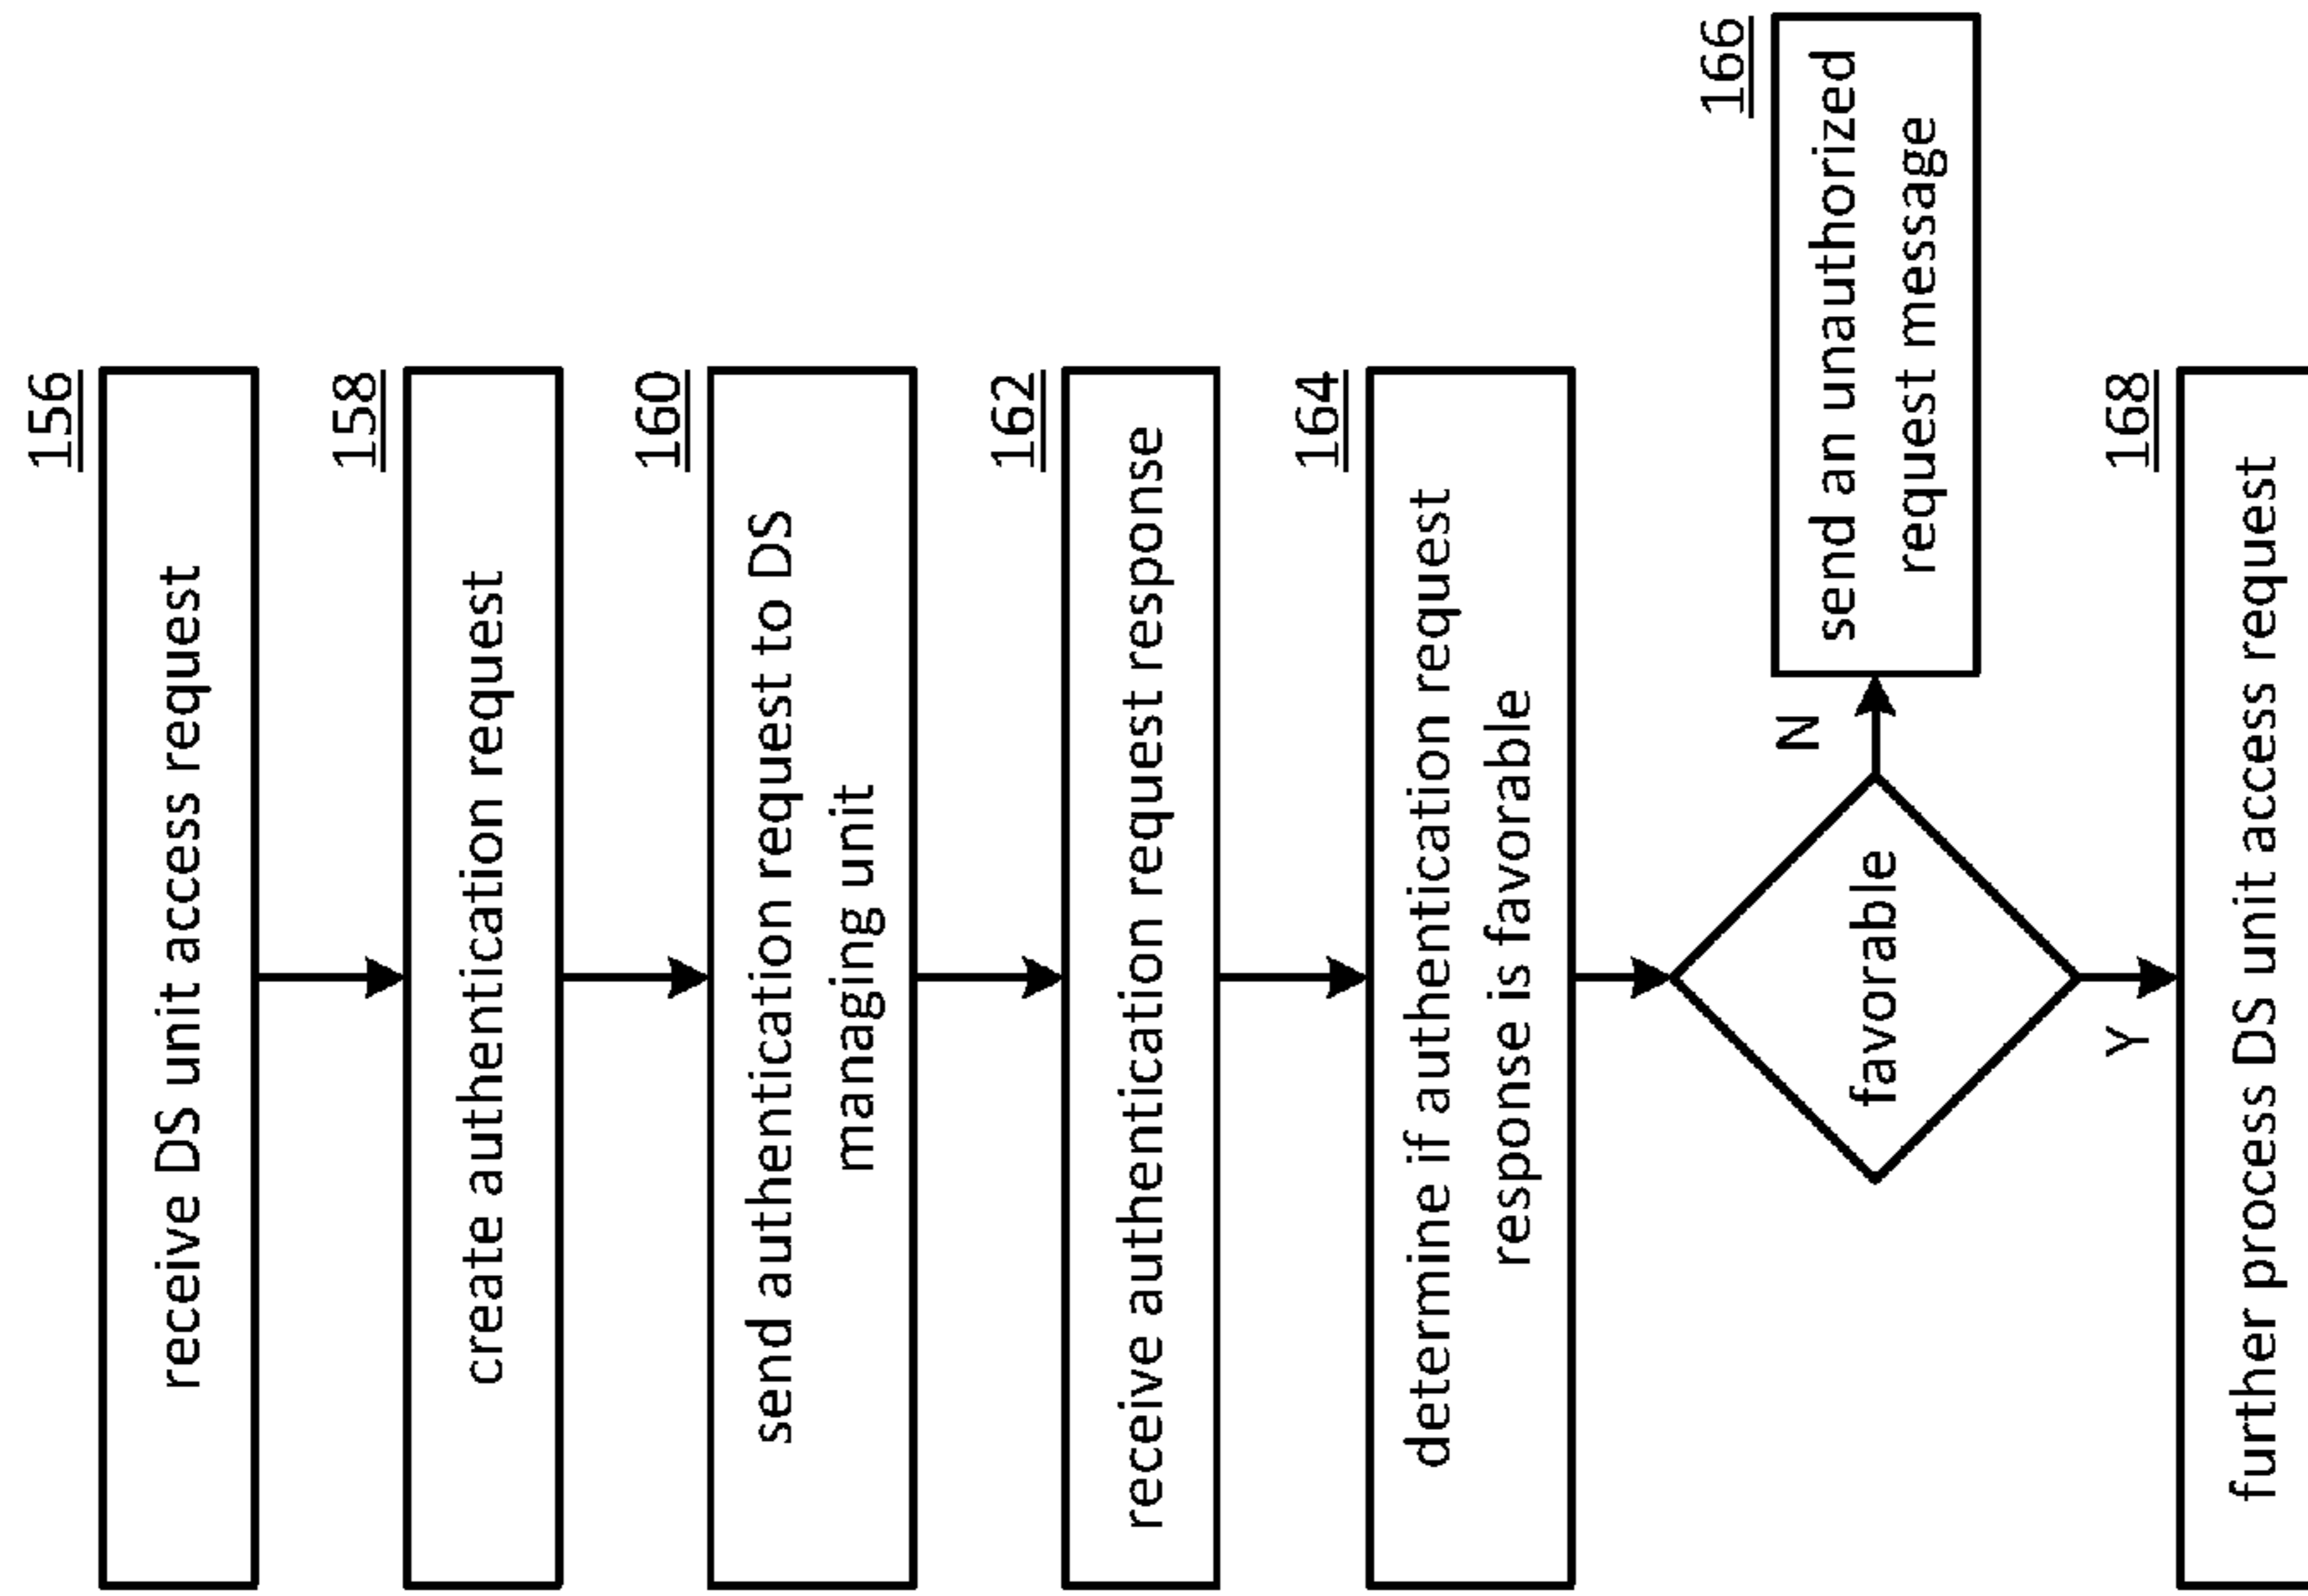 156
receive DS unit access request
158
create authentication request
160
send authentication request to DS
managing unit
162
receive authentication request response
164
determine if authentication request
response is favorable
favorable
N
166
send an unauthorized
request message
Y
168
further process DS unit access request